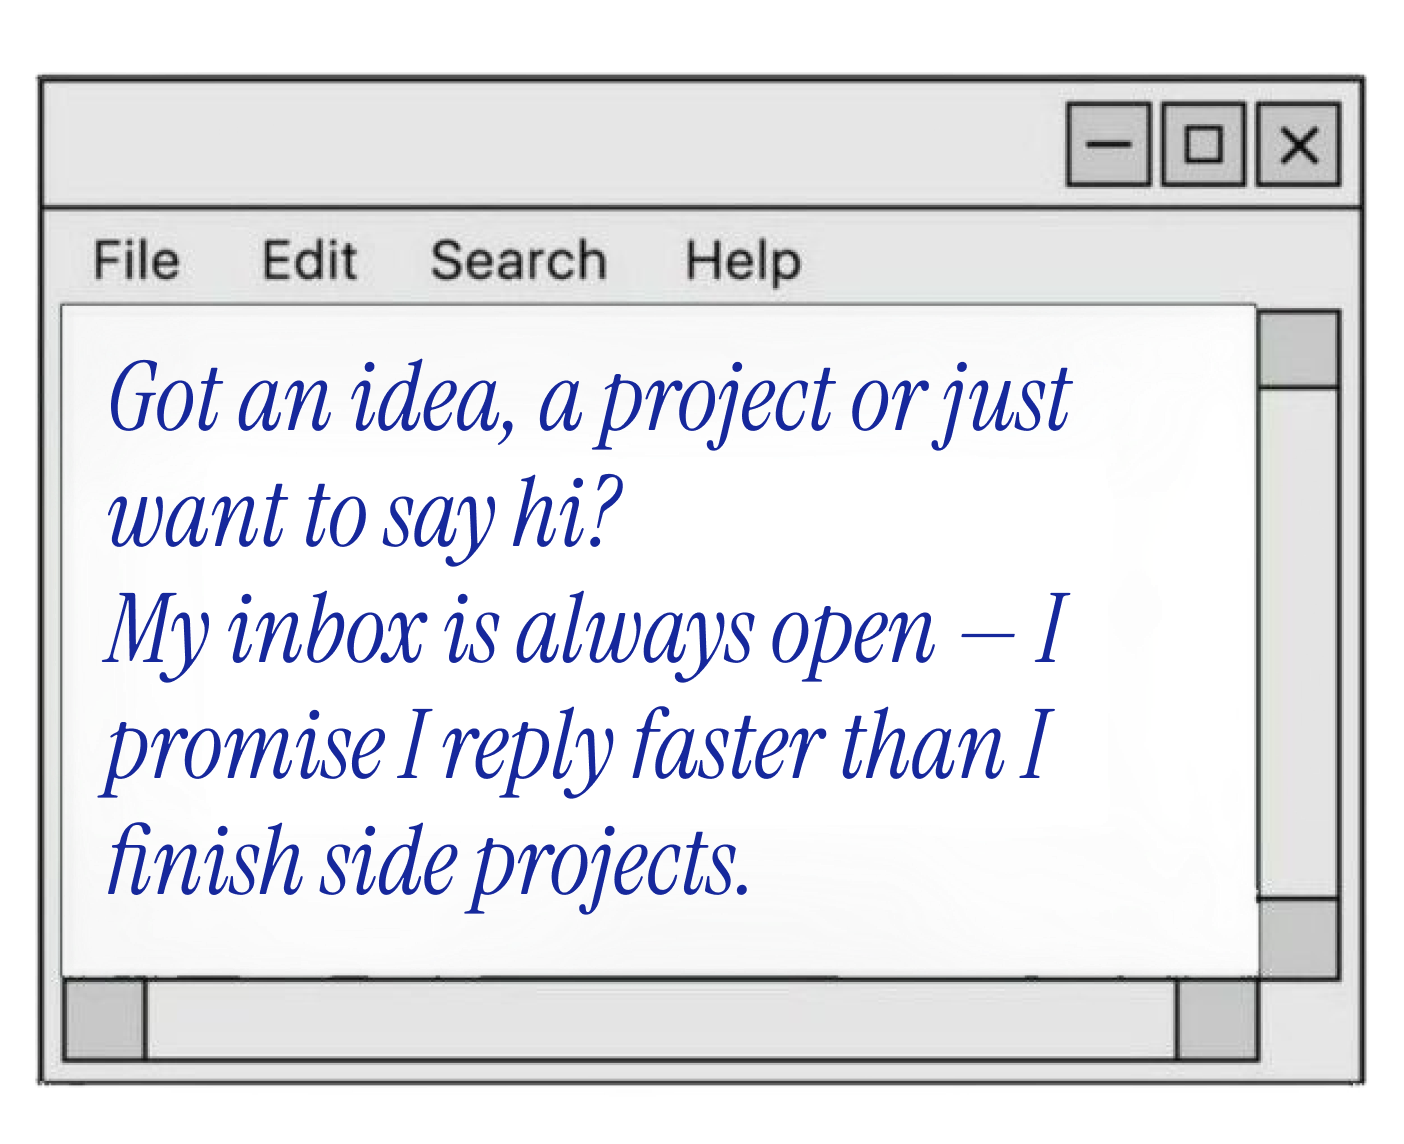 File Edit Search Help
Got an idea, a project or just
want to say hi?
My inbox is always open – I
promise I reply faster than I
finish side projects.